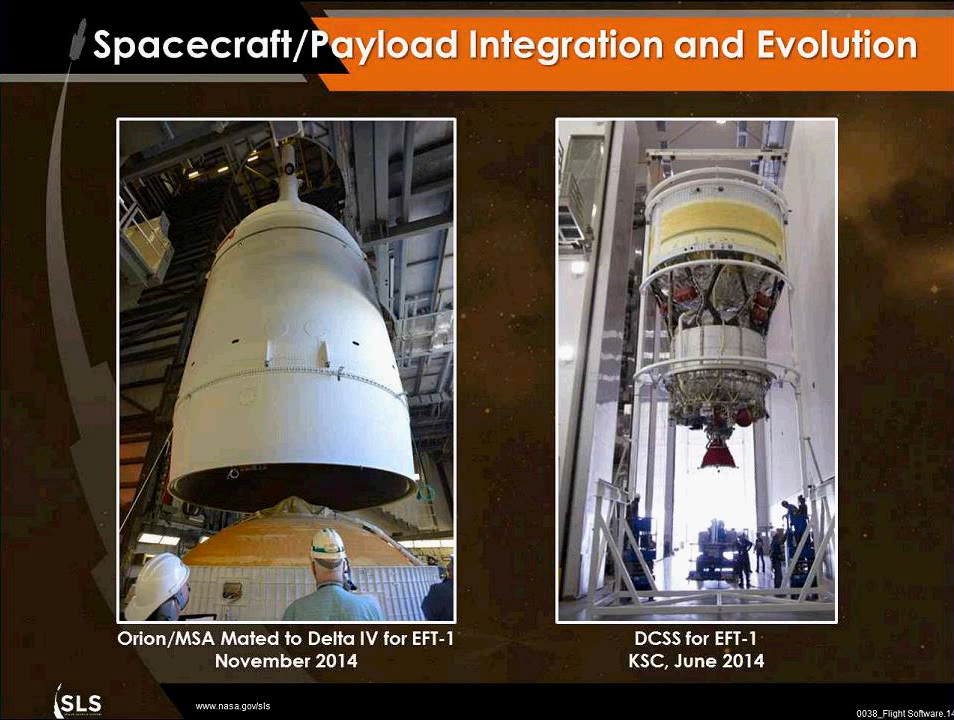 Spacecraft/Payload Integration and Evolution
Orion/MSA Mated to Delta IV for EFT-1
November 2014
DCSS for EFT-1
KSC, June 2014
SLS
www.nasa.gov/sls
0038_Flight Software.14